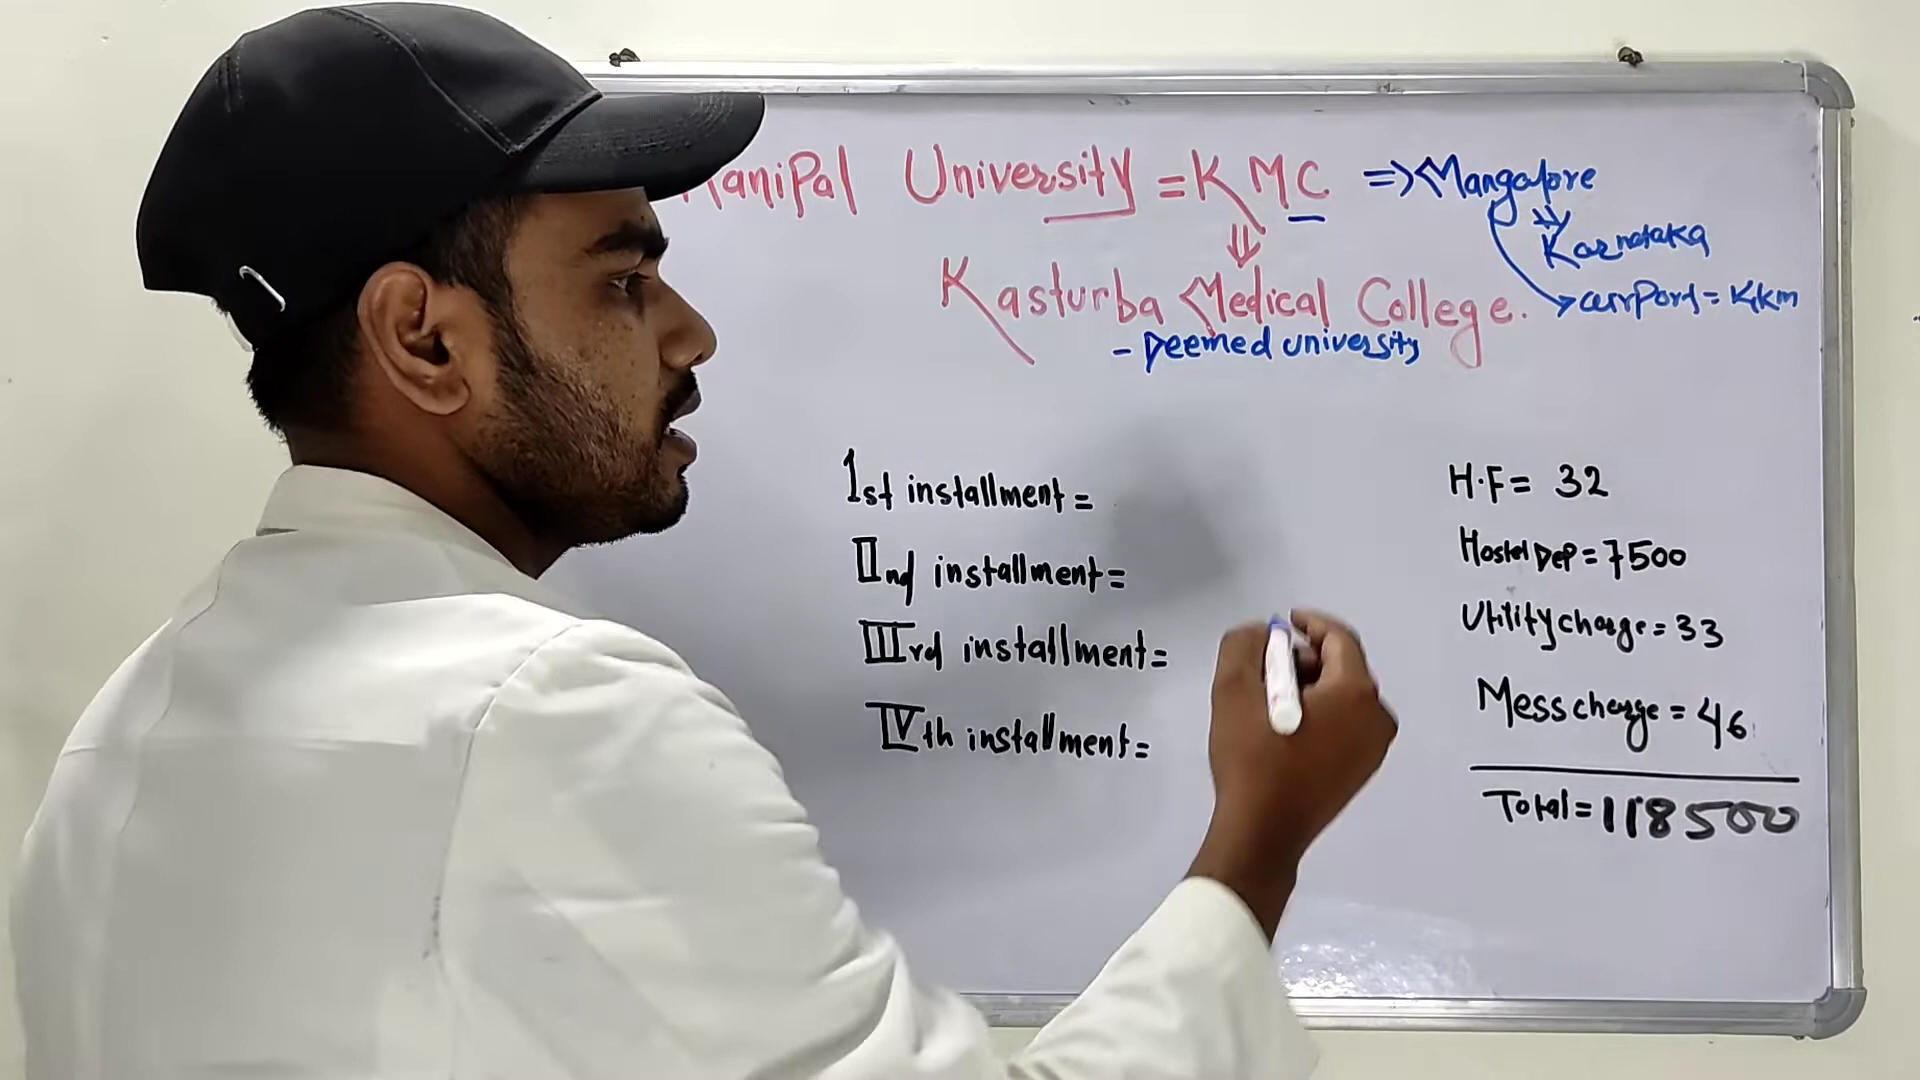 ManiPal University = KMC => Mangalore
Karnataka
airport = 4km
Kasturba Medical College.
- Deemed university
1st installment =
IInd installment =
IIIrd installment =
IVth installment =
H.F = 32
Hostel Dep = 7500
Utility charge = 33
Mess charge = 46
Total = 118500